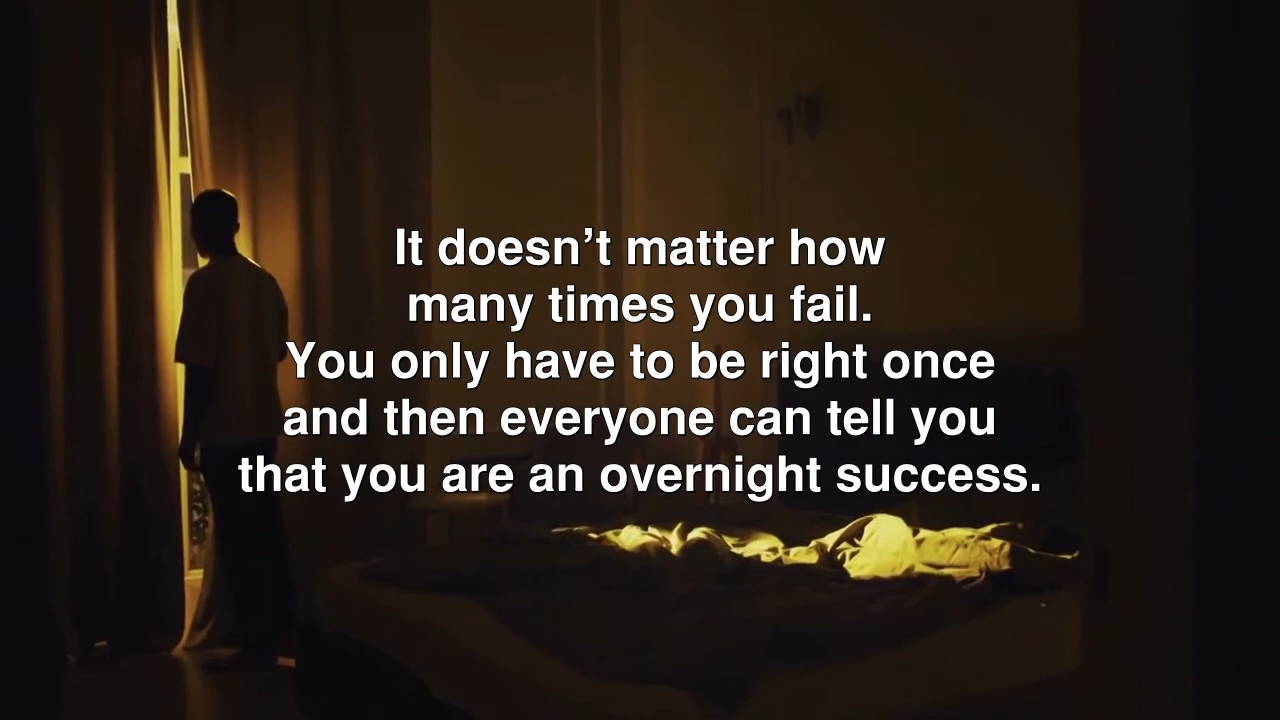 It doesn’t matter how
many times you fail.
You only have to be right once
and then everyone can tell you
that you are an overnight success.